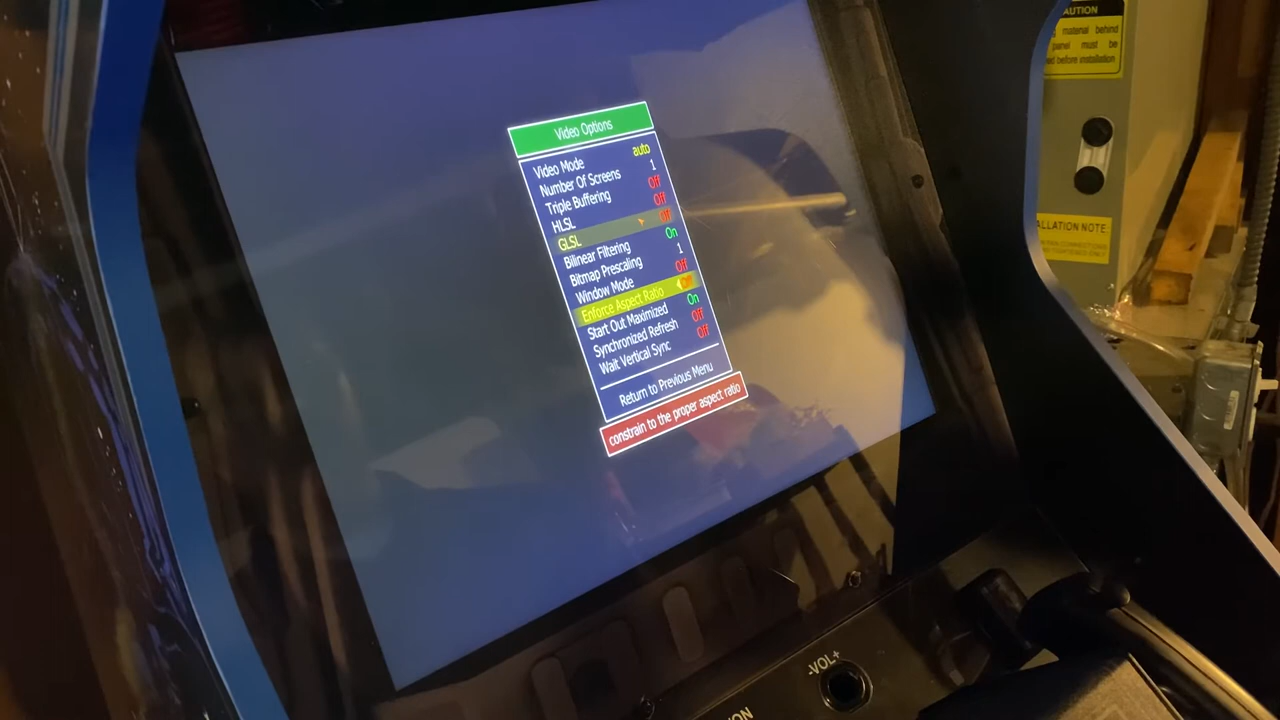 Video Options
Video Mode auto
Number Of Screens 1
Triple Buffering Off
HLSL Off
GLSL Off
Bilinear Filtering On
Bitmap Prescaling 1
Window Mode Off
Enforce Aspect Ratio
Start Out Maximized On
Synchronized Refresh Off
Wait Vertical Sync Off
Return to Previous Menu
constrain to the proper aspect ratio
-VOL+
material behind
panel must be
before installation
NOTE